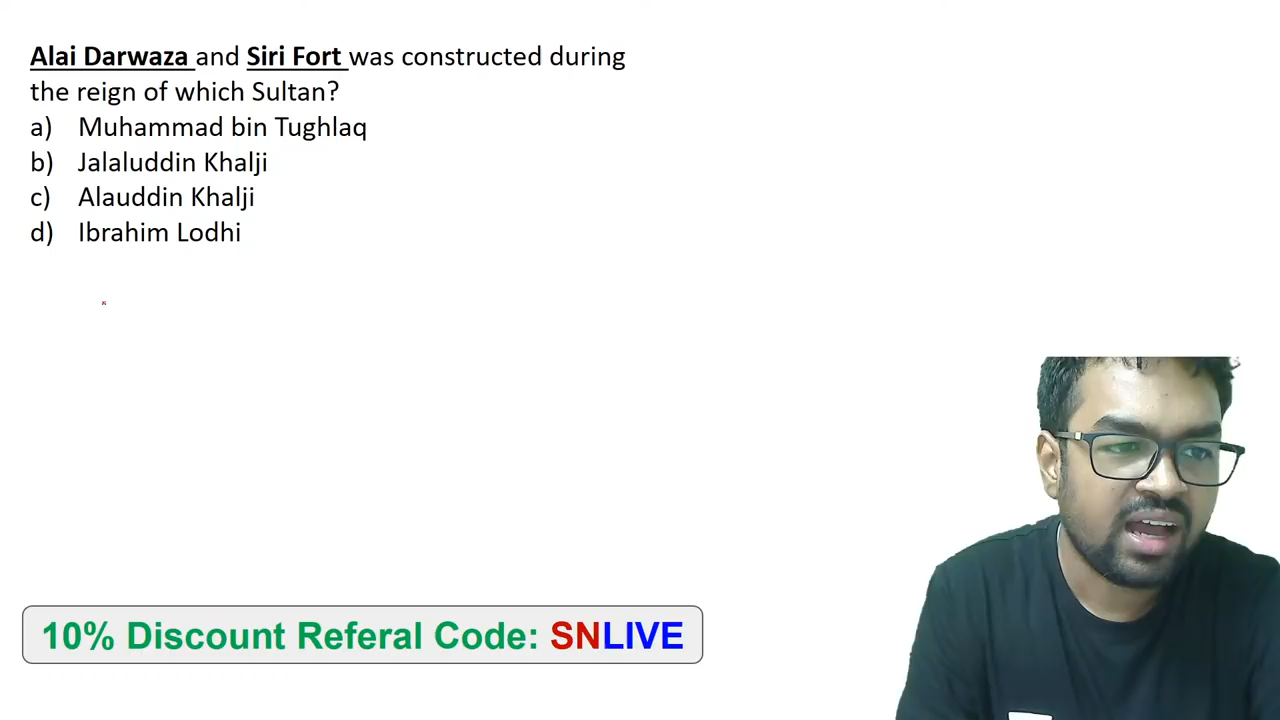 Alai Darwaza and Siri Fort was constructed during
the reign of which Sultan?
a) Muhammad bin Tughlaq
b) Jalaluddin Khalji
c) Alauddin Khalji
d) Ibrahim Lodhi
10% Discount Referal Code: SNLIVE